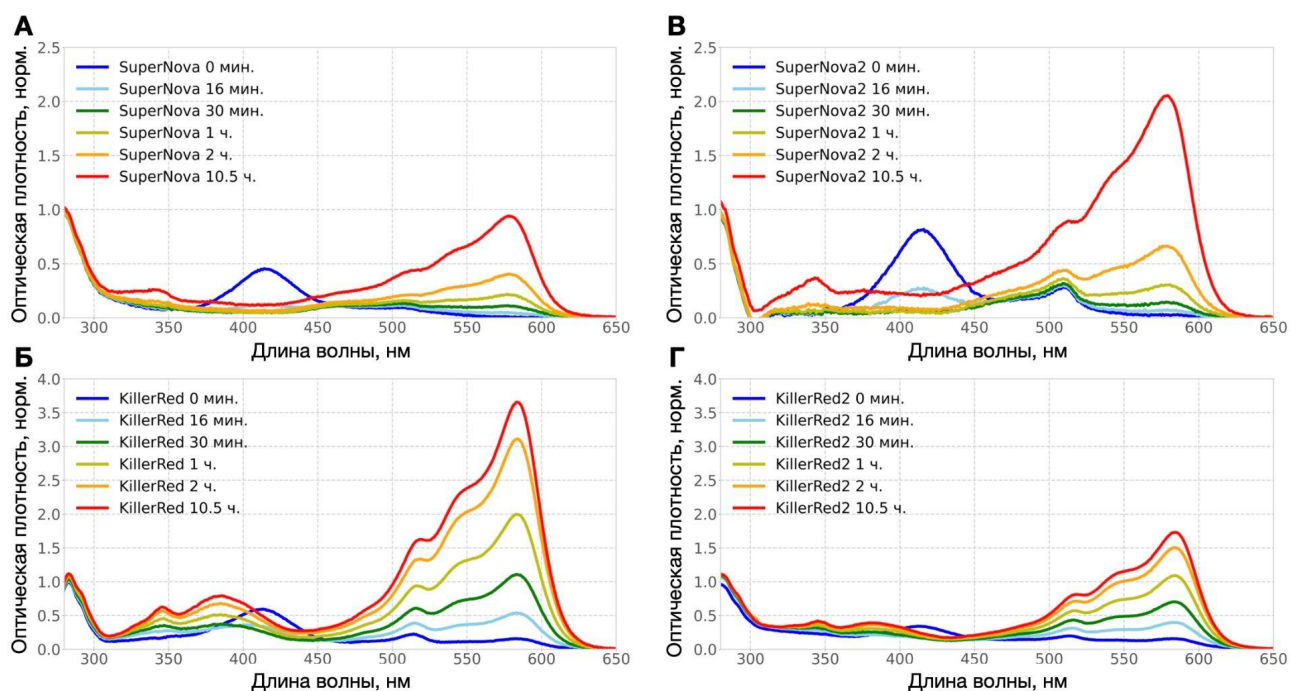 А
Оптическая плотность, норм.
2.5
2.0
1.5
1.0
0.5
0.0
SuperNova 0 мин.
SuperNova 16 мин.
SuperNova 30 мин.
SuperNova 1 ч.
SuperNova 2 ч.
SuperNova 10.5 ч.
300 350 400 450 500 550 600 650
Длина волны, нм
В
Оптическая плотность, норм.
2.5
2.0
1.5
1.0
0.5
0.0
SuperNova2 0 мин.
SuperNova2 16 мин.
SuperNova2 30 мин.
SuperNova2 1 ч.
SuperNova2 2 ч.
SuperNova2 10.5 ч.
300 350 400 450 500 550 600 650
Длина волны, нм
Б
Оптическая плотность, норм.
4.0
3.5
3.0
2.5
2.0
1.5
1.0
0.5
0.0
KillerRed 0 мин.
KillerRed 16 мин.
KillerRed 30 мин.
KillerRed 1 ч.
KillerRed 2 ч.
KillerRed 10.5 ч.
300 350 400 450 500 550 600 650
Длина волны, нм
Г
Оптическая плотность, норм.
4.0
3.5
3.0
2.5
2.0
1.5
1.0
0.5
0.0
KillerRed2 0 мин.
KillerRed2 16 мин.
KillerRed2 30 мин.
KillerRed2 1 ч.
KillerRed2 2 ч.
KillerRed2 10.5 ч.
300 350 400 450 500 550 600 650
Длина волны, нм